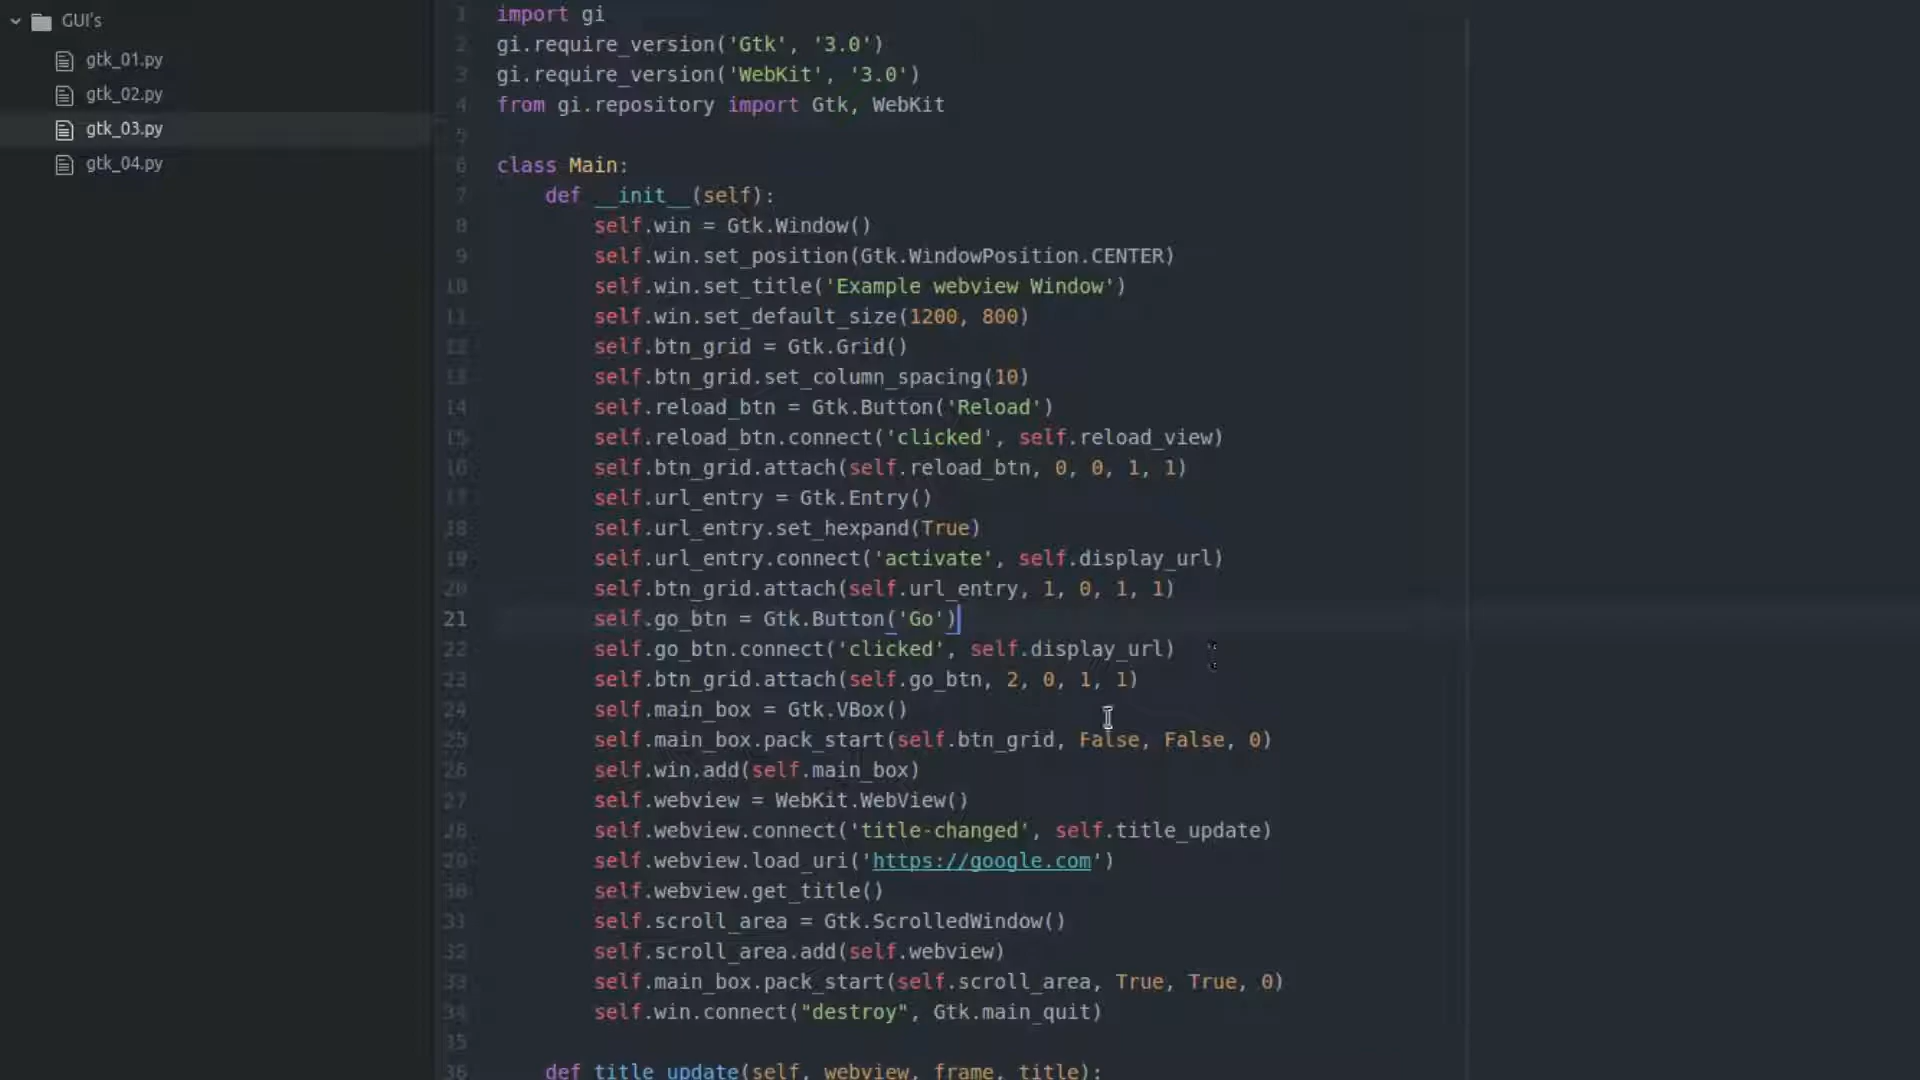 GUI's
gtk_01.py
gtk_02.py
gtk_03.py
gtk_04.py
1 import gi
2 gi.require_version('Gtk', '3.0')
3 gi.require_version('WebKit', '3.0')
4 from gi.repository import Gtk, WebKit
5
6 class Main:
7 def __init__(self):
8 self.win = Gtk.Window()
9 self.win.set_position(Gtk.WindowPosition.CENTER)
10 self.win.set_title('Example webview Window')
11 self.win.set_default_size(1200, 800)
12 self.btn_grid = Gtk.Grid()
13 self.btn_grid.set_column_spacing(10)
14 self.reload_btn = Gtk.Button('Reload')
15 self.reload_btn.connect('clicked', self.reload_view)
16 self.btn_grid.attach(self.reload_btn, 0, 0, 1, 1)
17 self.url_entry = Gtk.Entry()
18 self.url_entry.set_hexpand(True)
19 self.url_entry.connect('activate', self.display_url)
20 self.btn_grid.attach(self.url_entry, 1, 0, 1, 1)
21 self.go_btn = Gtk.Button('Go')
22 self.go_btn.connect('clicked', self.display_url)
23 self.btn_grid.attach(self.go_btn, 2, 0, 1, 1)
24 self.main_box = Gtk.VBox()
25 self.main_box.pack_start(self.btn_grid, False, False, 0)
26 self.win.add(self.main_box)
27 self.webview = WebKit.WebView()
28 self.webview.connect('title-changed', self.title_update)
29 self.webview.load_uri('https://google.com')
30 self.webview.get_title()
31 self.scroll_area = Gtk.ScrolledWindow()
32 self.scroll_area.add(self.webview)
33 self.main_box.pack_start(self.scroll_area, True, True, 0)
34 self.win.connect("destroy", Gtk.main_quit)
35
36 def title_update(self, webview, frame, title):